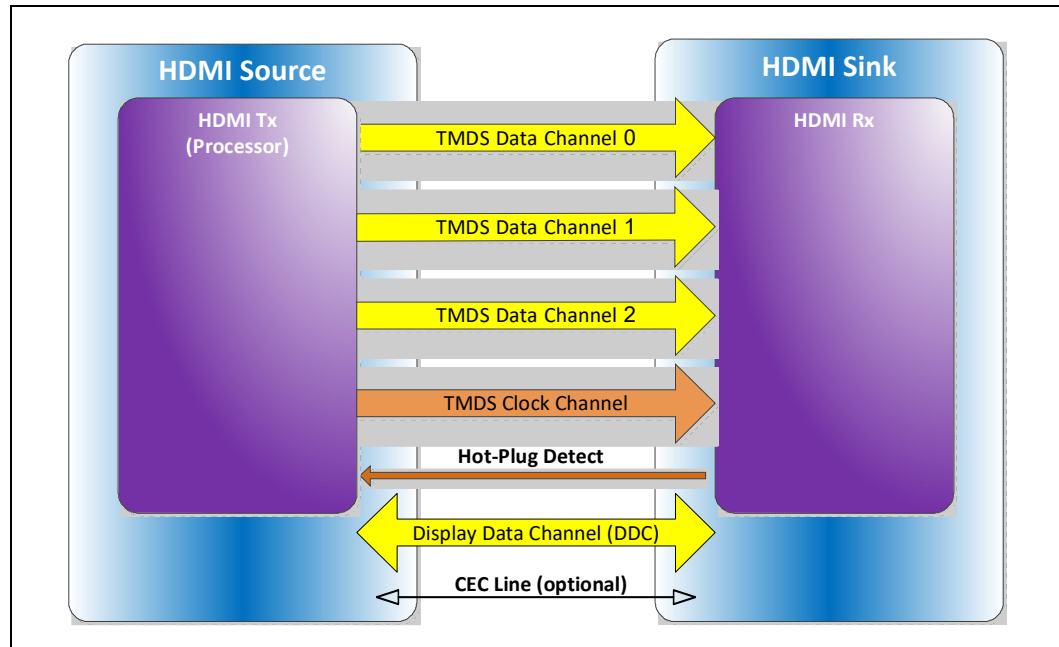 HDMI Source
HDMI Sink
HDMI Tx
(Processor)
HDMI Rx
TMDS Data Channel 0
TMDS Data Channel 1
TMDS Data Channel 2
TMDS Clock Channel
Hot-Plug Detect
Display Data Channel (DDC)
CEC Line (optional)